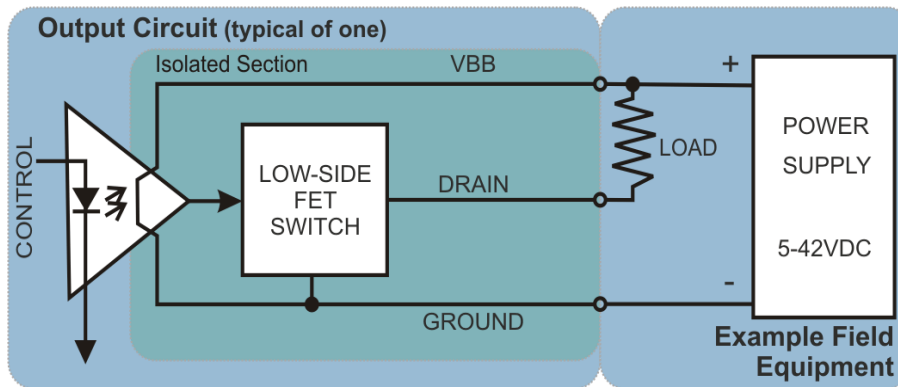 Output Circuit (typical of one)
Isolated Section
VBB
+
POWER
SUPPLY
5-42VDC
LOAD
CONTROL
LOW-SIDE
FET
SWITCH
DRAIN
-
GROUND
Example Field
Equipment